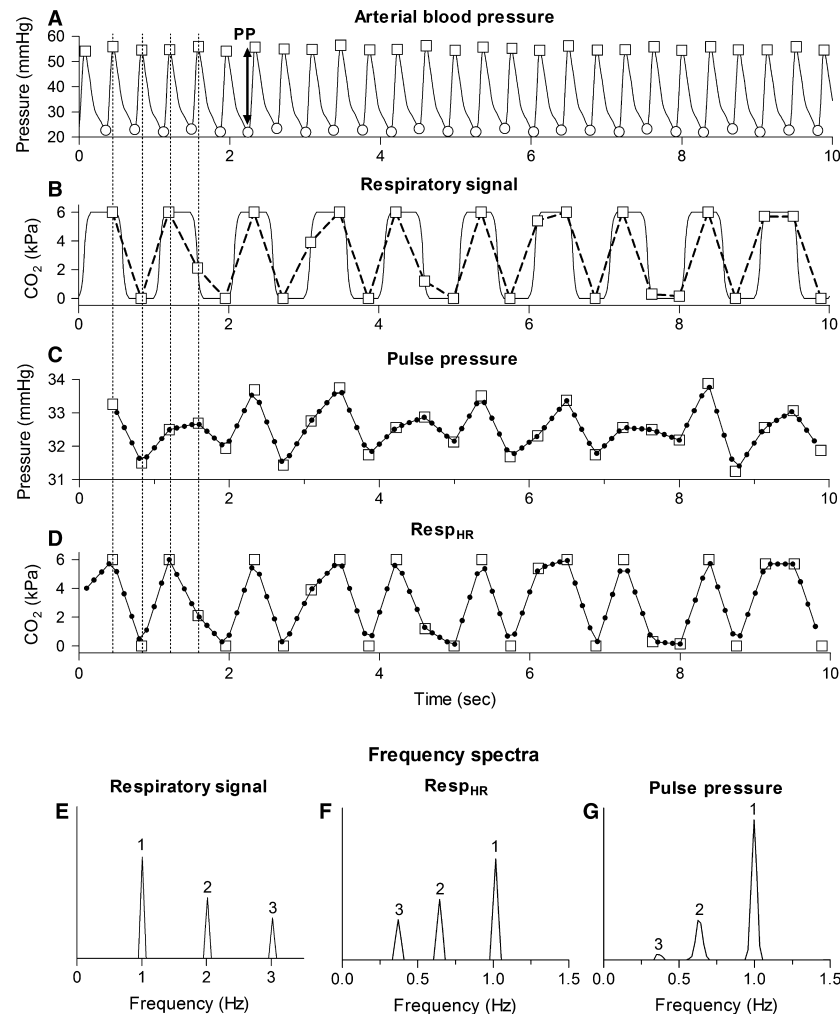 A
Arterial blood pressure
Pressure (mmHg)
60
50
40
30
20
PP
0 2 4 6 8 10
B
Respiratory signal
CO2 (kPa)
6
4
2
0
0 2 4 6 8 10
C
Pulse pressure
Pressure (mmHg)
34
33
32
31
0 2 4 6 8 10
D
RespHR
CO2 (kPa)
6
4
2
0
0 2 4 6 8 10
Time (sec)
Frequency spectra
E
Respiratory signal
1
2
3
0 1 2 3
Frequency (Hz)
F
RespHR
1
2
3
0.0 0.5 1.0 1.5
Frequency (Hz)
G
Pulse pressure
1
2
3
0.0 0.5 1.0 1.5
Frequency (Hz)